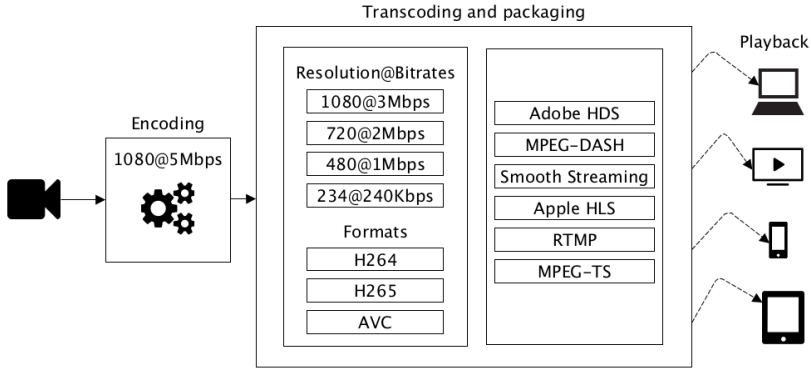 Transcoding and packaging
Playback
Encoding
1080@5Mbps
Resolution@Bitrates
1080@3Mbps
720@2Mbps
480@1Mbps
234@240Kbps
Formats
H264
H265
AVC
Adobe HDS
MPEG-DASH
Smooth Streaming
Apple HLS
RTMP
MPEG-TS